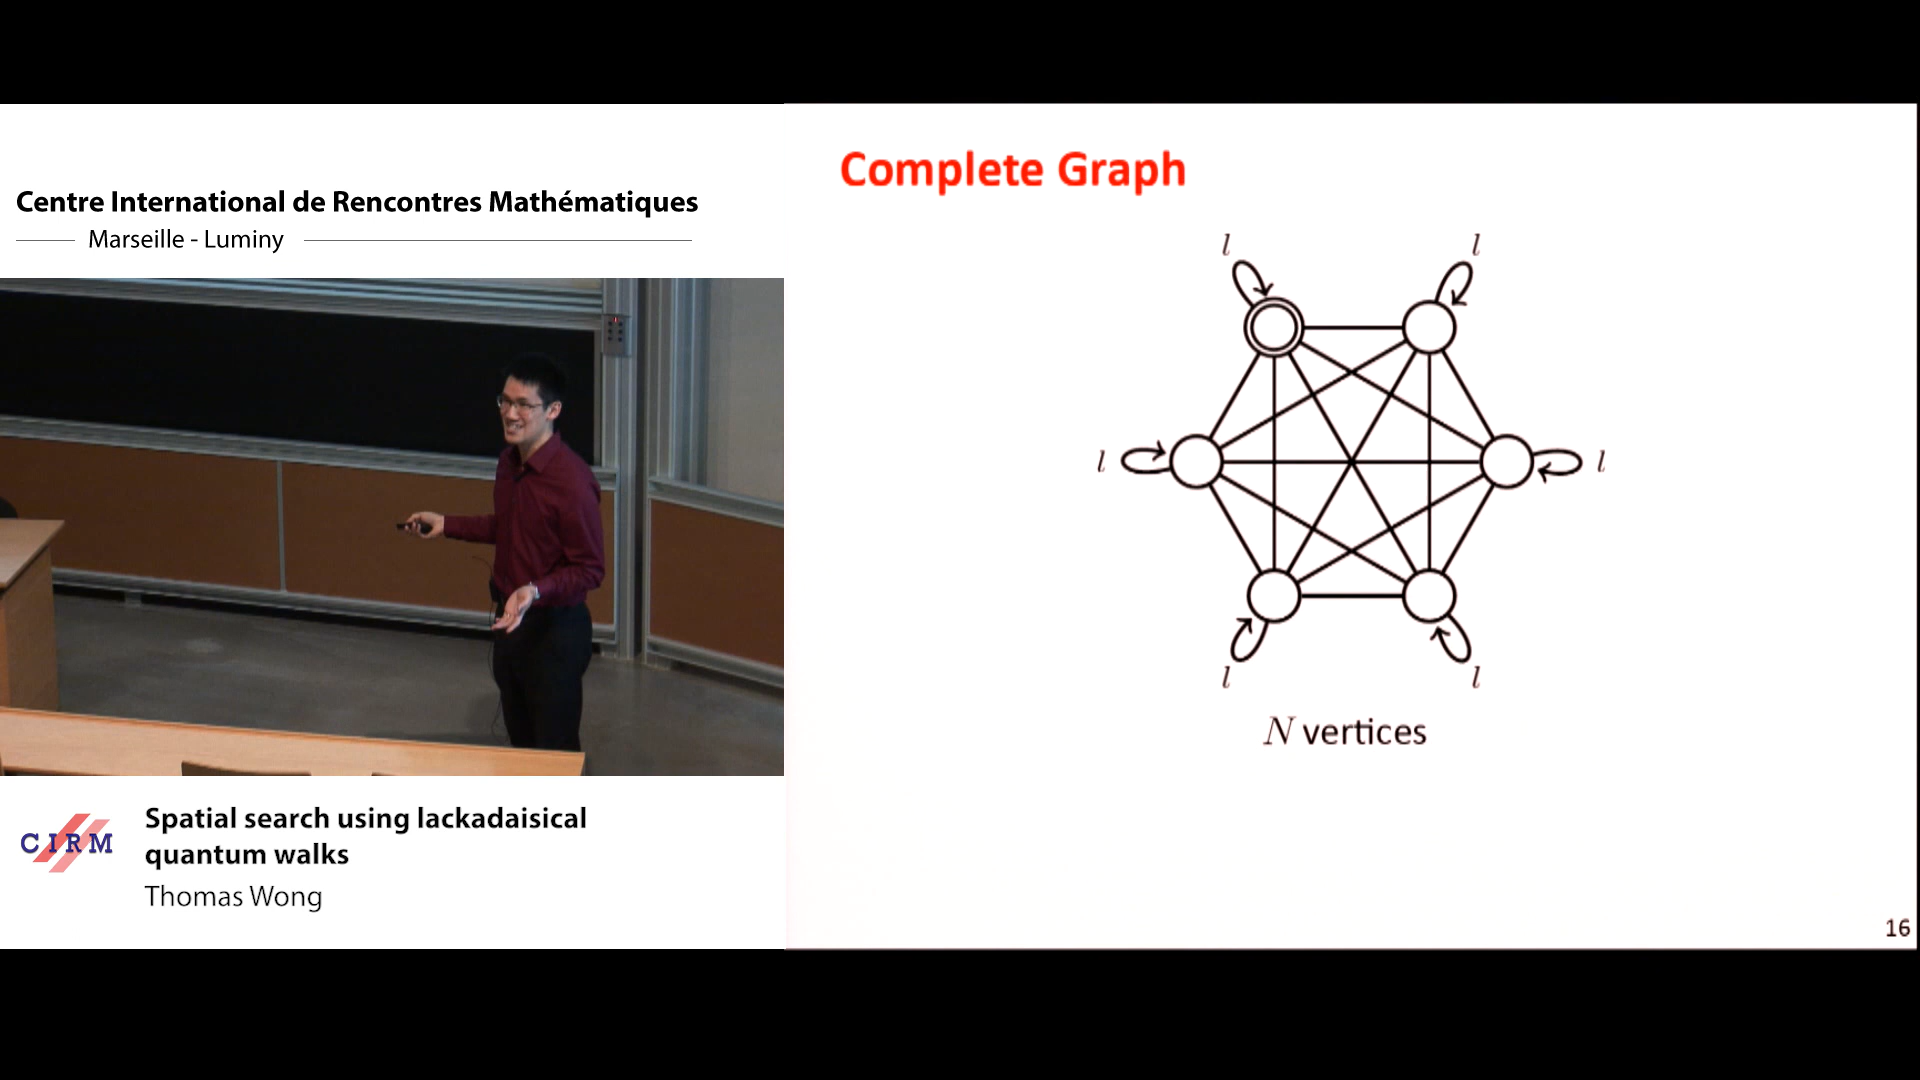 Centre International de Rencontres Mathématiques
Marseille - Luminy
CIRM
Spatial search using lackadaisical
quantum walks
Thomas Wong
Complete Graph
l l
l l
l l
N vertices
16